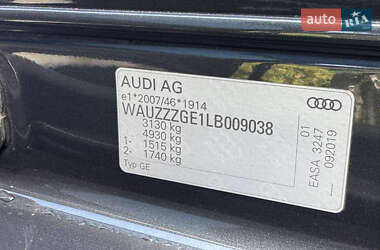 auto RIA
AUDI AG
e1*2007/46*1914
WAUZZZGE1LB009038
3130 kg
4930 kg
1- 1515 kg
2- 1740 kg
Typ GE
01
EASA 3247
092019